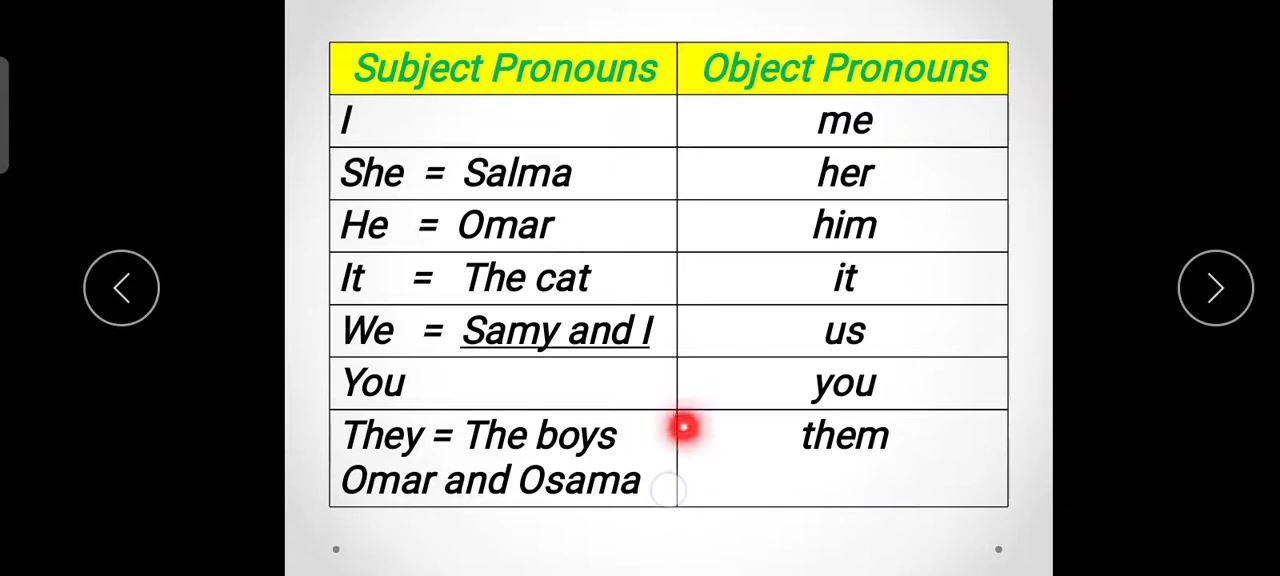 Subject Pronouns Object Pronouns
I me
She = Salma her
He = Omar him
It = The cat it
We = Samy and I us
You you
They = The boys them
Omar and Osama